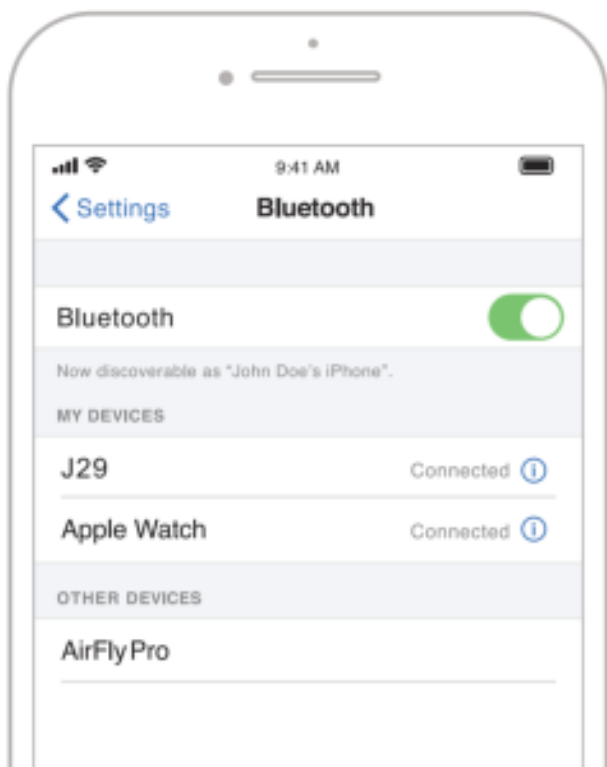 9:41 AM
Settings Bluetooth
Bluetooth
Now discoverable as "John Doe's iPhone".
MY DEVICES
J29 Connected
Apple Watch Connected
OTHER DEVICES
AirFly Pro